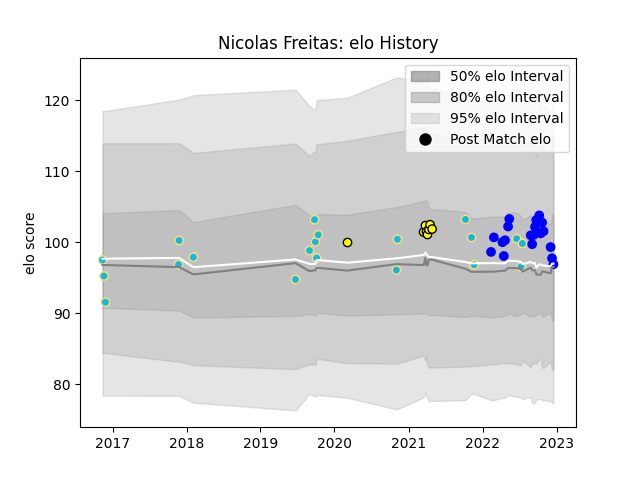 Nicolas Freitas: elo History
50% elo Interval
80% elo Interval
95% elo Interval
Post Match elo
elo score
120
110
100
90
80
2017
2018
2019
2020
2021
2022
2023